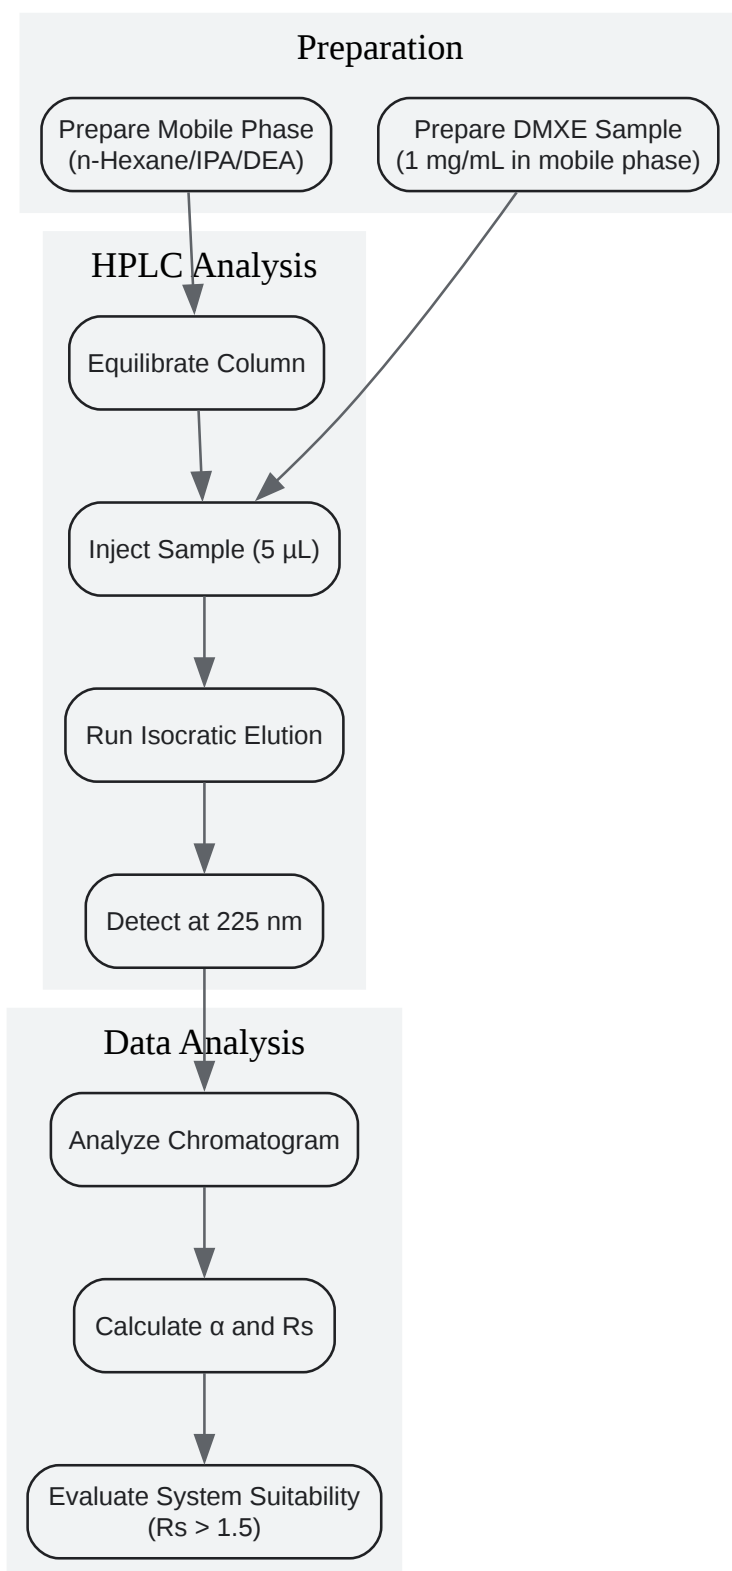 Preparation
Prepare Mobile Phase
(n-Hexane/IPA/DEA)
Prepare DMXE Sample
(1 mg/mL in mobile phase)
HPLC Analysis
Equilibrate Column
Inject Sample (5 µL)
Run Isocratic Elution
Detect at 225 nm
Data Analysis
Analyze Chromatogram
Calculate α and Rs
Evaluate System Suitability
(Rs > 1.5)